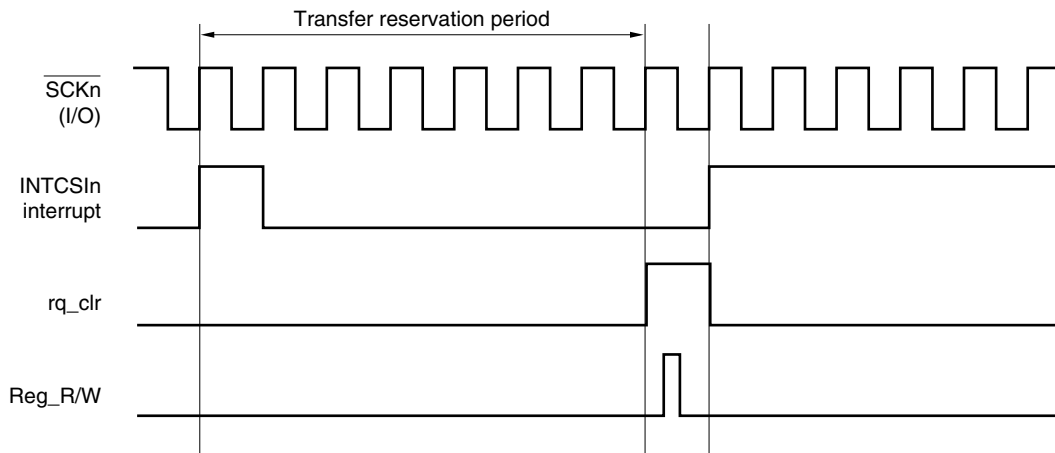 Transfer reservation period
SCKn
(I/O)
INTCSIn
interrupt
rq_clr
Reg_R/W